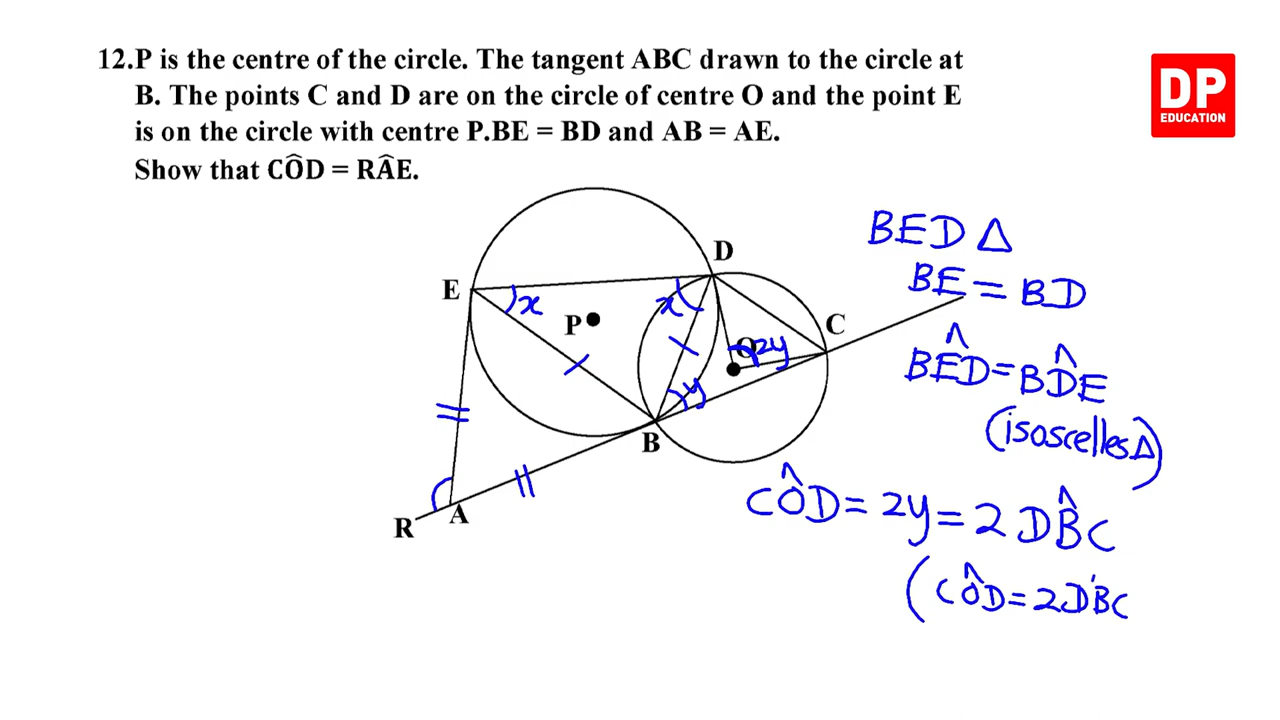 12.P is the centre of the circle. The tangent ABC drawn to the circle at
B. The points C and D are on the circle of centre O and the point E
is on the circle with centre P.BE = BD and AB = AE.
Show that CÔD = RÂE.
DP
EDUCATION
D
E
x
x
P
O
2y
C
y
B
R
A
BED Δ
BE = BD
BÊD = BD̂E
(isoscelles Δ)
CÔD = 2y = 2 DB̂C
(CÔD = 2DB̂C